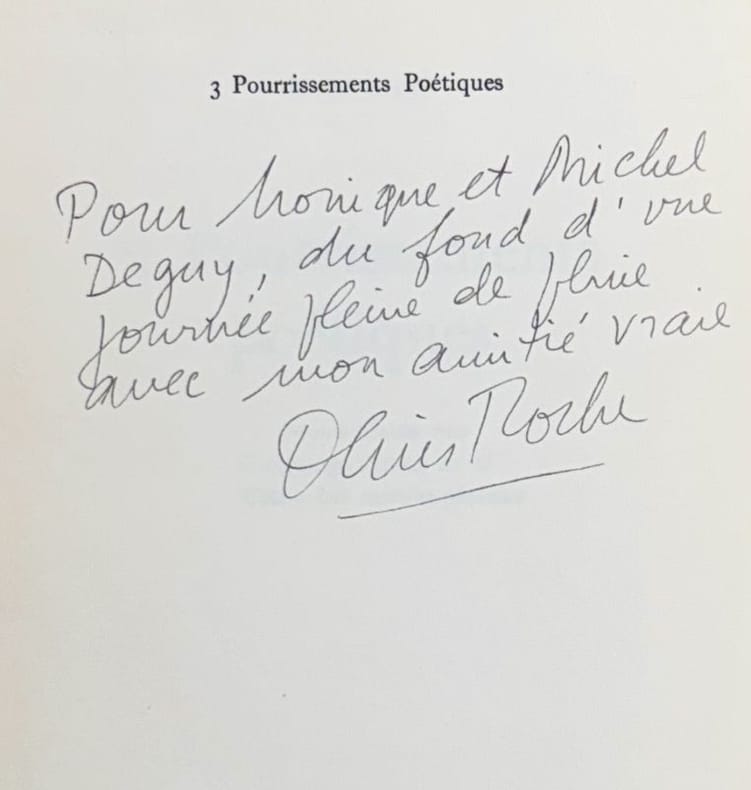 3 Pourrissements Poétiques
Pour Monique et Michel
Deguy, du fond d'une
journée pleine de pluie
avec mon amitié vraie
Denis Roche